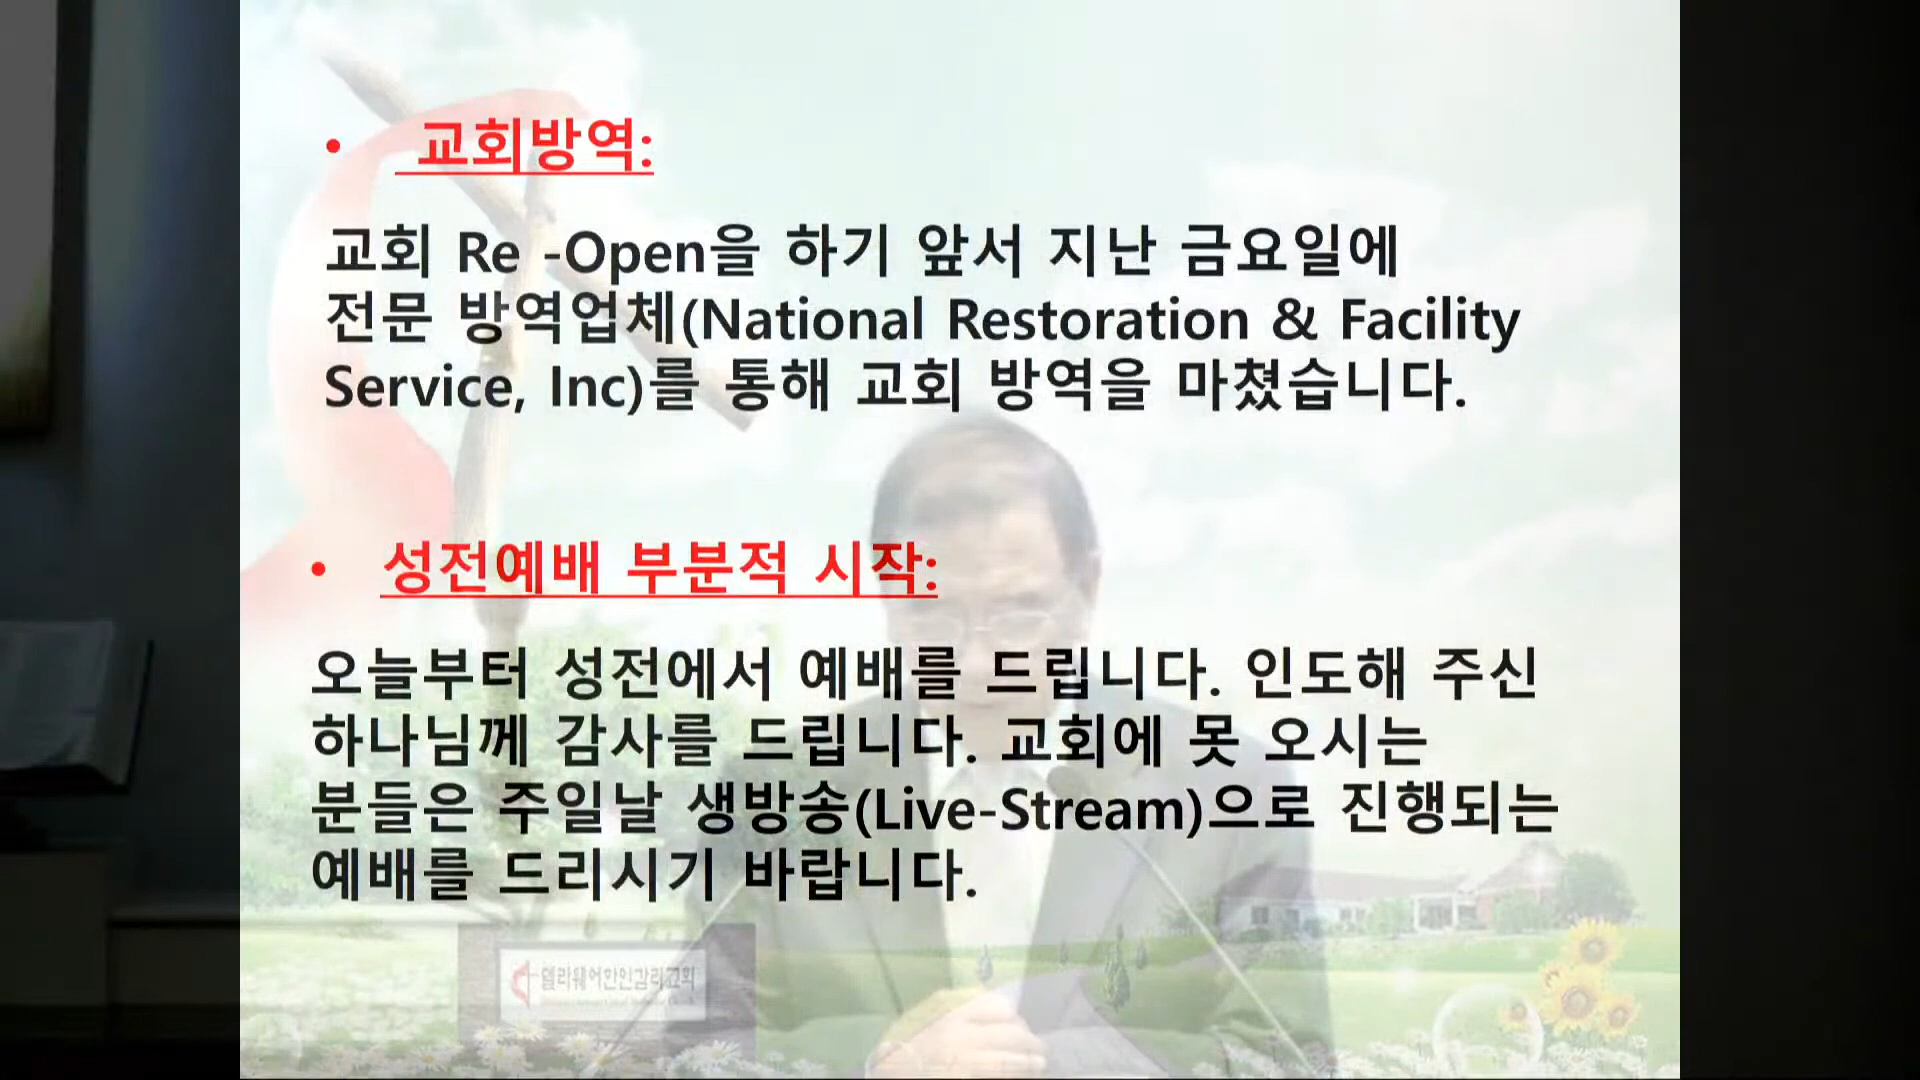 • 교회방역:
교회 Re -Open을 하기 앞서 지난 금요일에
전문 방역업체(National Restoration & Facility
Service, Inc)를 통해 교회 방역을 마쳤습니다.
• 성전예배 부분적 시작:
오늘부터 성전에서 예배를 드립니다. 인도해 주신
하나님께 감사를 드립니다. 교회에 못 오시는
분들은 주일날 생방송(Live-Stream)으로 진행되는
예배를 드리시기 바랍니다.
델라웨어한인감리교회